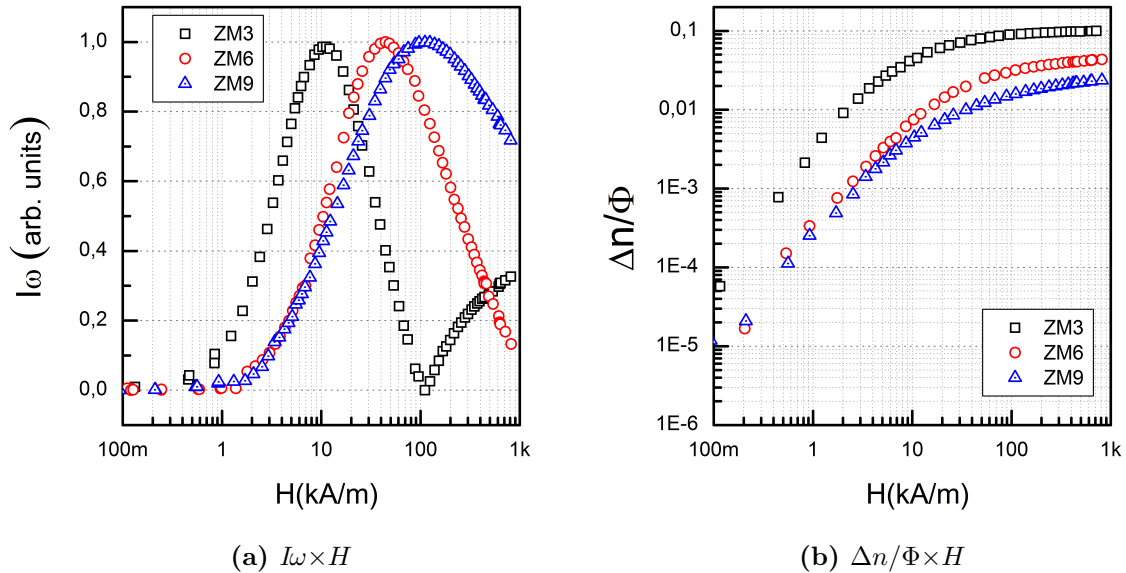 ZM3
ZM6
ZM9
Iω (arb. units)
1,0
0,8
0,6
0,4
0,2
0,0
100m 1 10 100 1k
H(kA/m)
(a) Iω×H
Δn/Φ
0,1
0,01
1E-3
1E-4
1E-5
1E-6
ZM3
ZM6
ZM9
100m 1 10 100 1k
H(kA/m)
(b) Δn/Φ×H